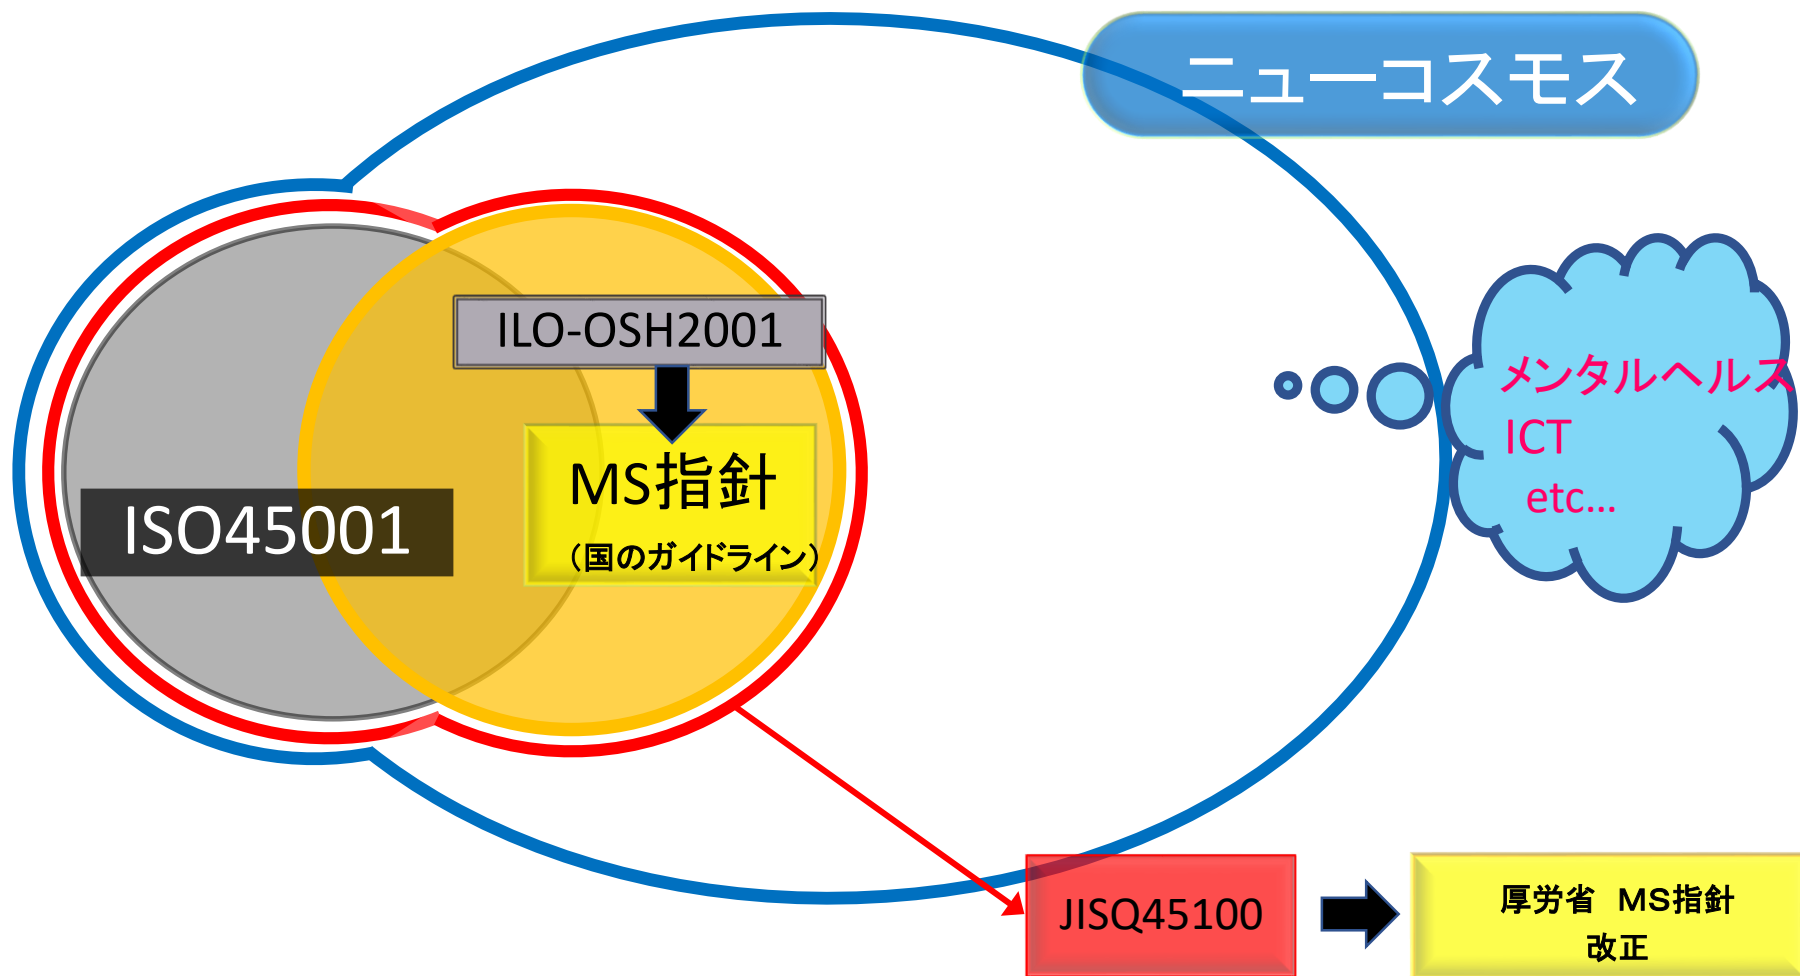 ニューコスモス
ILO-OSH2001
MS指針
(国のガイドライン)
ISO45001
メンタルヘルス
ICT
etc...
JISQ45100
厚労省　MS指針
改正